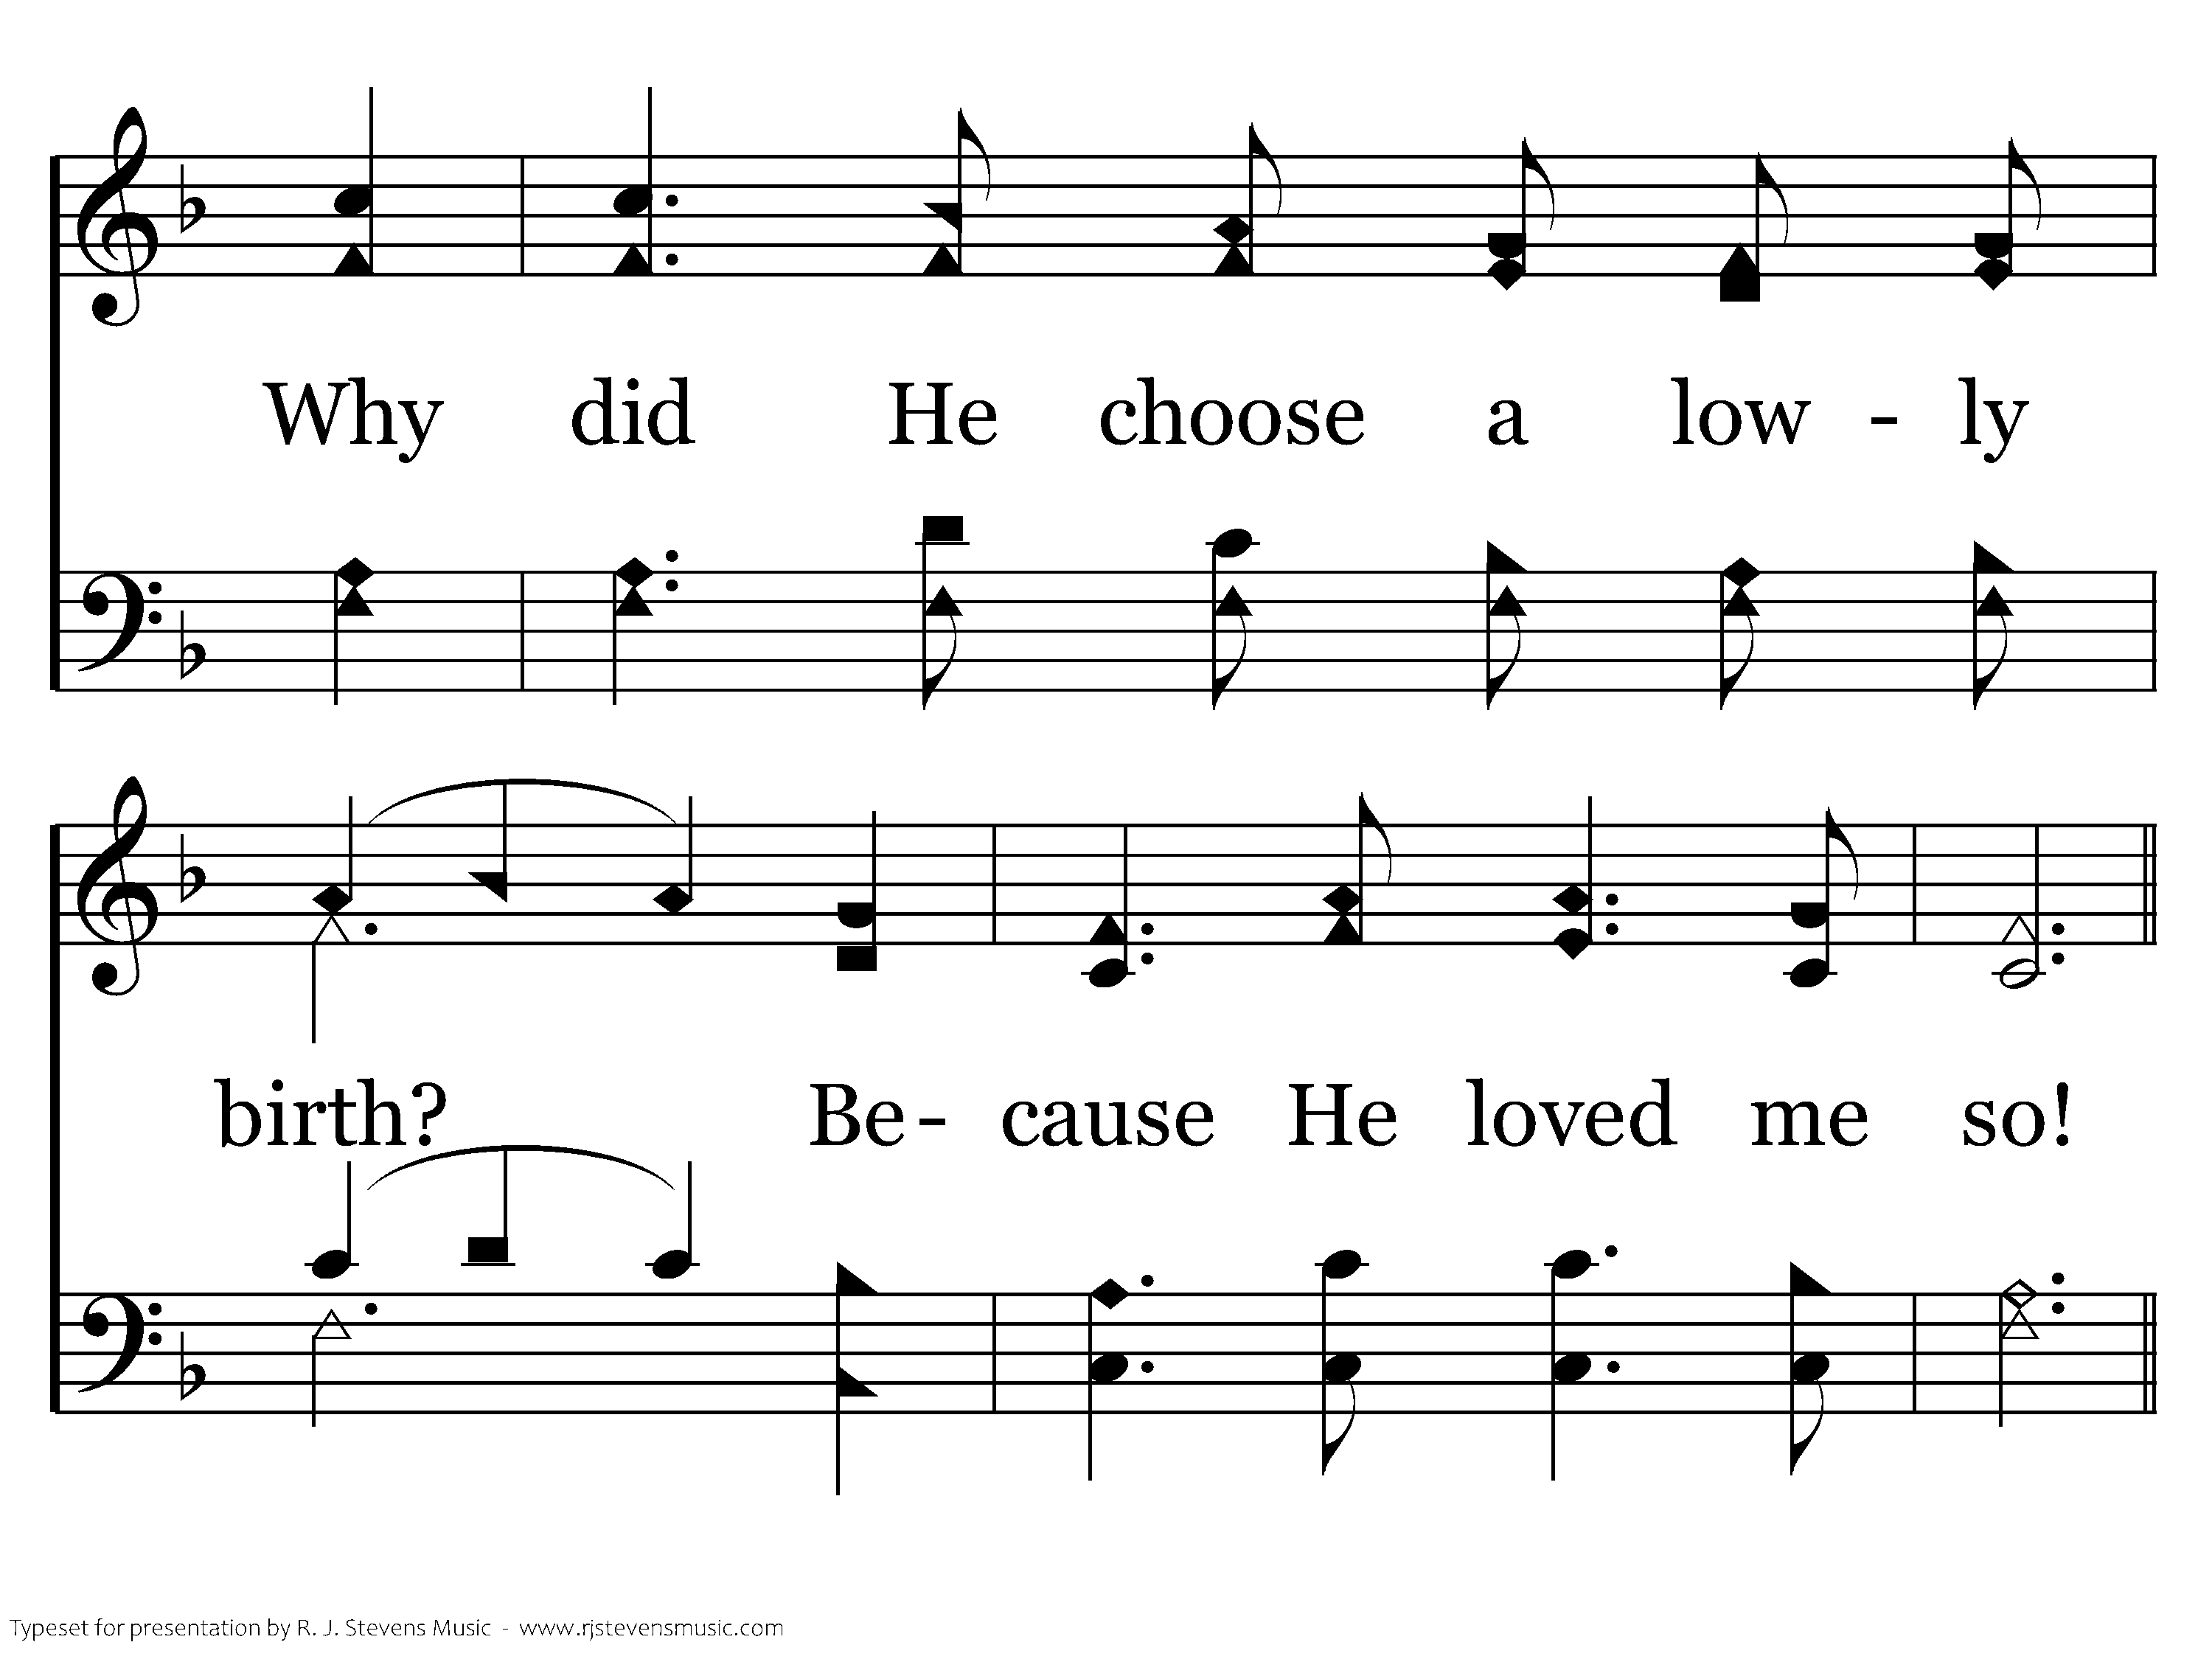 Why did He choose a low - ly
birth? Be - cause He loved me so!
Typeset for presentation by R. J. Stevens Music - www.rjstevensmusic.com